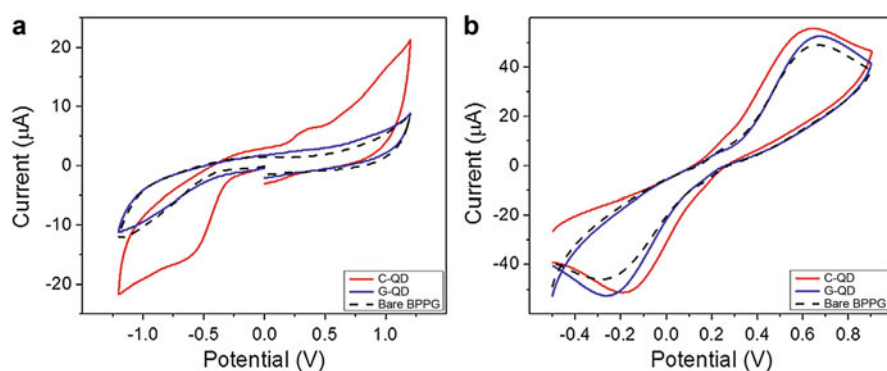 a
Current (µA)
20
10
0
-10
-20
-1.0 -0.5 0.0 0.5 1.0
Potential (V)
C-QD
G-QD
Bare BPPG
b
Current (µA)
40
20
0
-20
-40
-0.4 -0.2 0.0 0.2 0.4 0.6 0.8
Potential (V)
C-QD
G-QD
Bare BPPG